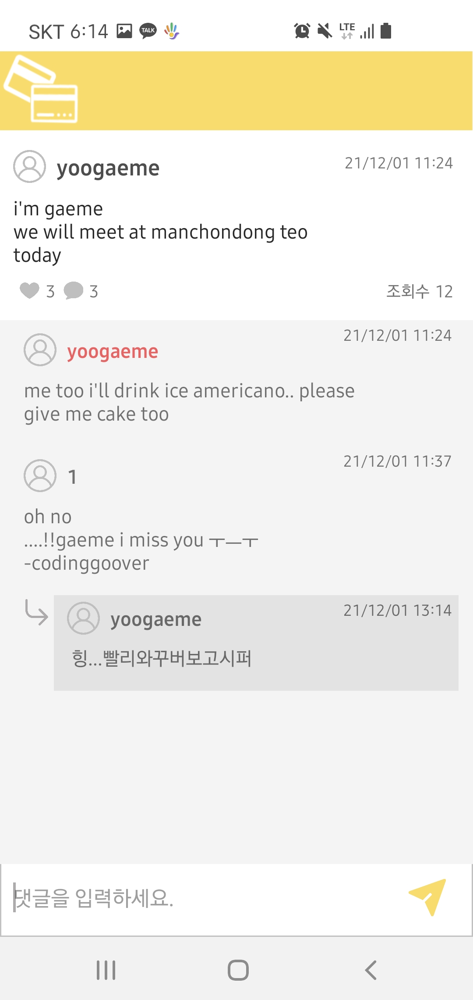 SKT 6:14 TALK LTE
yoogaeme 21/12/01 11:24
i'm gaeme
we will meet at manchondong teo
today
3 3 조회수 12
21/12/01 11:24
yoogaeme
me too i'll drink ice americano.. please
give me cake too
21/12/01 11:37
1
oh no
....!!gaeme i miss you ㅜㅡㅜ
-codinggoover
yoogaeme 21/12/01 13:14
힝...빨리와꾸버보고시퍼
댓글을 입력하세요.